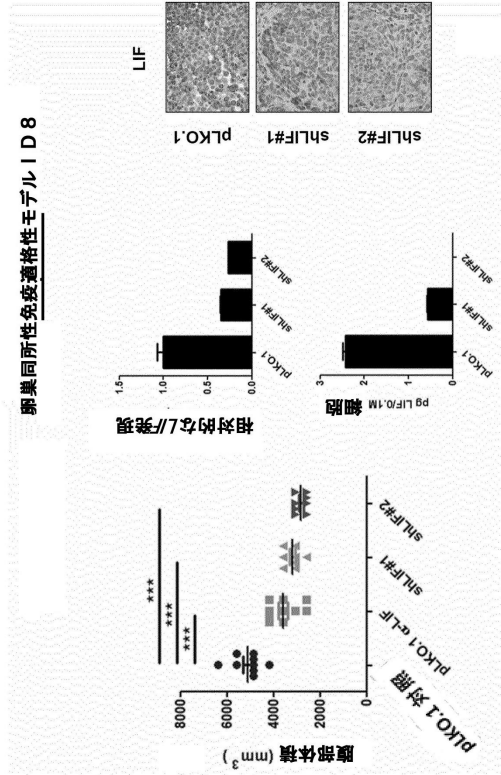 卵巣同所性免疫適格性モデルＩＤ８
腹部体積 (mm³)
8000
6000
4000
2000
0
***
***
***
pLKO.1 対照
pLKO.1 α-LIF
shLIF#1
shLIF#2
相対的なLIF発現
1.5
1.0
0.5
0.0
pLKO.1
shLIF#1
shLIF#2
細胞
pg LIF/0.1M
3
2
1
0
pLKO.1
shLIF#1
shLIF#2
LIF
pLKO.1
shLIF#1
shLIF#2